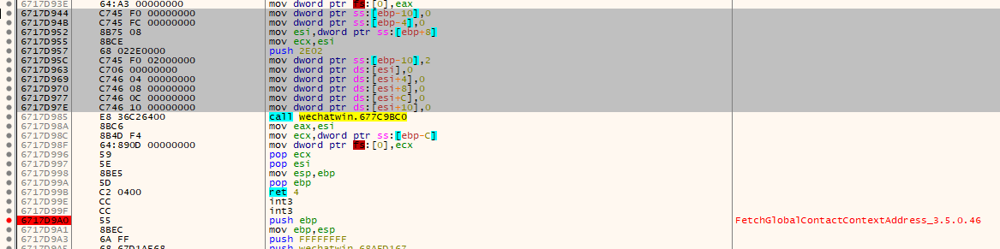 6717D93E 64:A3 00000000 mov dword ptr fs:[0],eax
6717D944 C745 F0 00000000 mov dword ptr ss:[ebp-10],0
6717D94B C745 FC 00000000 mov dword ptr ss:[ebp-4],0
6717D952 8B75 08 mov esi,dword ptr ss:[ebp+8]
6717D955 8BCE mov ecx,esi
6717D957 68 022E0000 push 2E02
6717D95C C745 F0 02000000 mov dword ptr ss:[ebp-10],2
6717D963 C706 00000000 mov dword ptr ds:[esi],0
6717D969 C746 04 00000000 mov dword ptr ds:[esi+4],0
6717D970 C746 08 00000000 mov dword ptr ds:[esi+8],0
6717D977 C746 0C 00000000 mov dword ptr ds:[esi+C],0
6717D97E C746 10 00000000 mov dword ptr ds:[esi+10],0
6717D985 E8 36C26400 call wechatwin.677C9BC0
6717D98A 8BC6 mov eax,esi
6717D98C 8B4D F4 mov ecx,dword ptr ss:[ebp-C]
6717D98F 64:890D 00000000 mov dword ptr fs:[0],ecx
6717D996 59 pop ecx
6717D997 5E pop esi
6717D998 8BE5 mov esp,ebp
6717D99A 5D pop ebp
6717D99B C2 0400 ret 4
6717D99E CC int3
6717D99F CC int3
6717D9A0 55 push ebp FetchGlobalContactContextAddress_3.5.0.46
6717D9A1 8BEC mov ebp,esp
6717D9A3 6A FF push FFFFFFFF